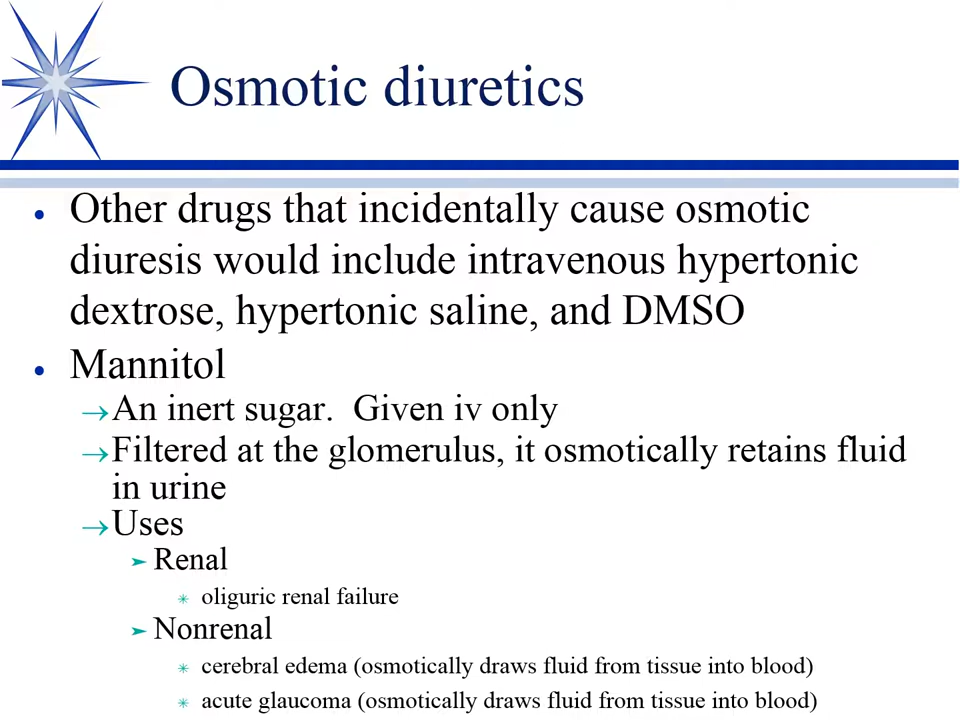 Osmotic diuretics
Other drugs that incidentally cause osmotic
diuresis would include intravenous hypertonic
dextrose, hypertonic saline, and DMSO
Mannitol
An inert sugar.  Given iv only
Filtered at the glomerulus, it osmotically retains fluid
in urine
Uses
Renal
oliguric renal failure
Nonrenal
cerebral edema (osmotically draws fluid from tissue into blood)
acute glaucoma (osmotically draws fluid from tissue into blood)